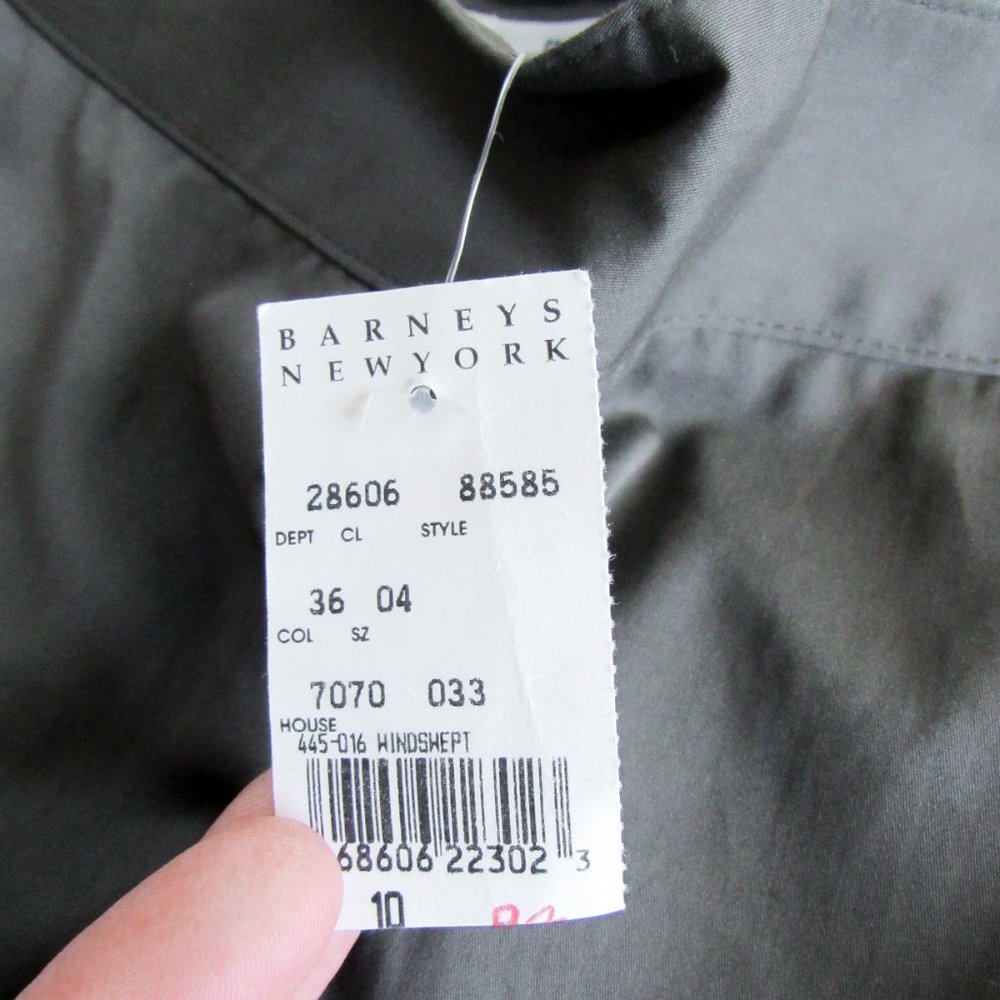 BARNEYS
NEWYORK
28606 88585
DEPT CL STYLE
36 04
COL SZ
7070 033
HOUSE
445-016 WINDSWEPT
68606 22302 3
10